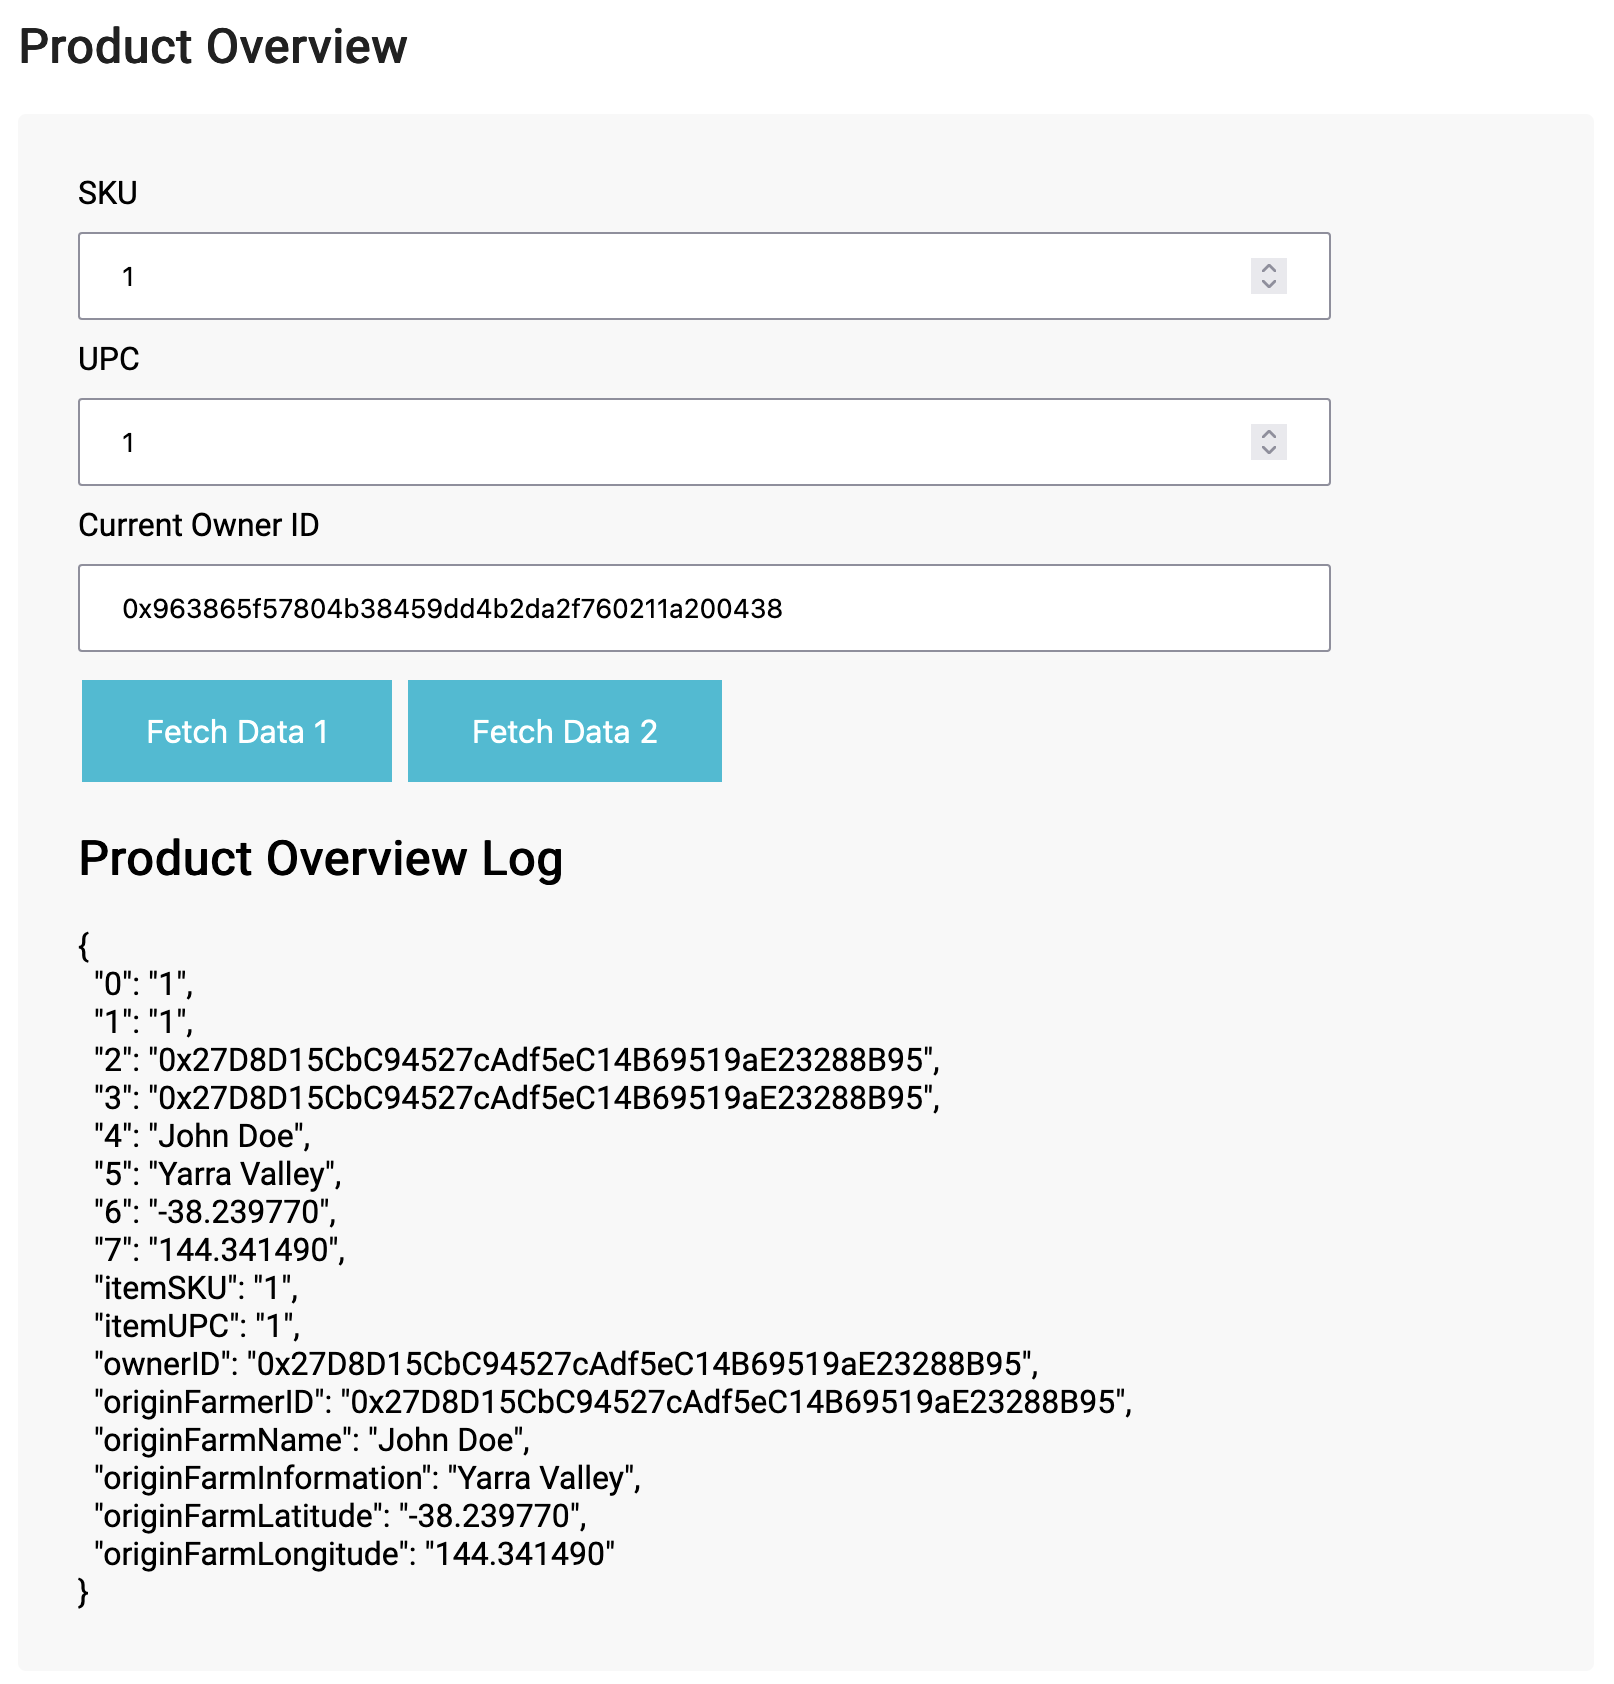 Product Overview
SKU
1
UPC
1
Current Owner ID
0x963865f57804b38459dd4b2da2f760211a200438
Fetch Data 1 Fetch Data 2
Product Overview Log
{
"0": "1",
"1": "1",
"2": "0x27D8D15CbC94527cAdf5eC14B69519aE23288B95",
"3": "0x27D8D15CbC94527cAdf5eC14B69519aE23288B95",
"4": "John Doe",
"5": "Yarra Valley",
"6": "-38.239770",
"7": "144.341490",
"itemSKU": "1",
"itemUPC": "1",
"ownerID": "0x27D8D15CbC94527cAdf5eC14B69519aE23288B95",
"originFarmerID": "0x27D8D15CbC94527cAdf5eC14B69519aE23288B95",
"originFarmName": "John Doe",
"originFarmInformation": "Yarra Valley",
"originFarmLatitude": "-38.239770",
"originFarmLongitude": "144.341490"
}